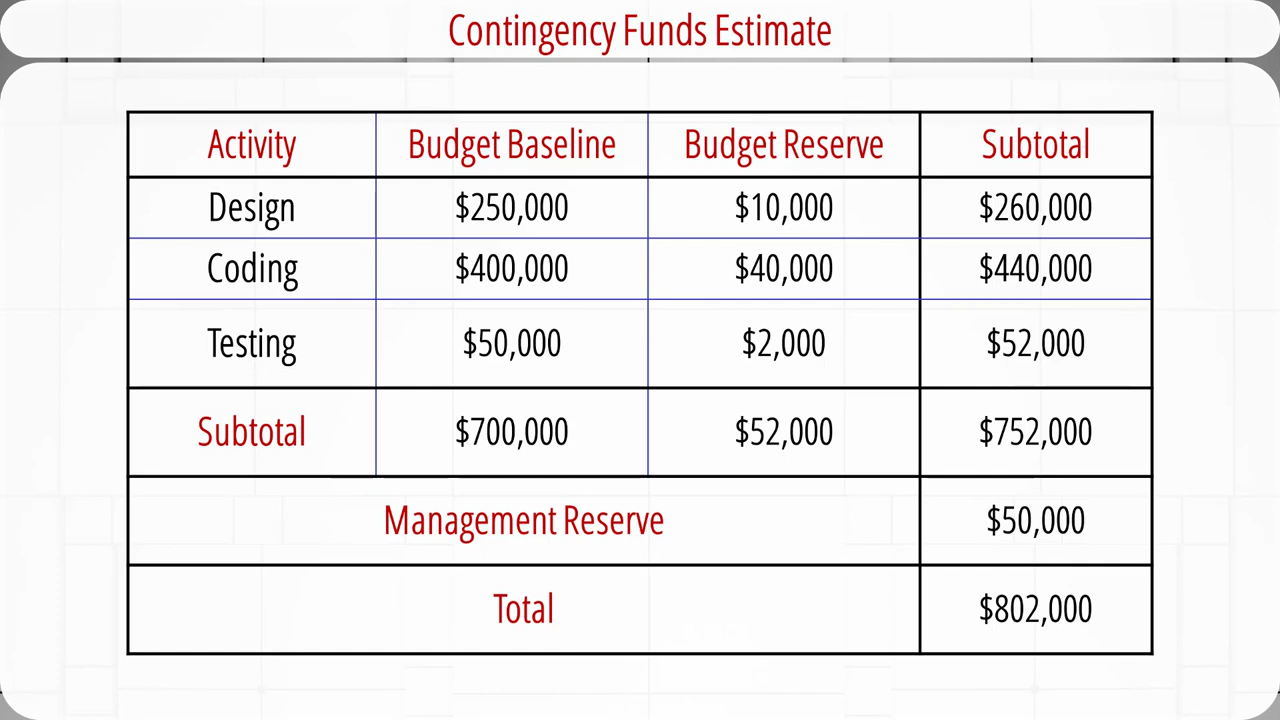 Contingency Funds Estimate
Activity Budget Baseline Budget Reserve Subtotal
Design $250,000 $10,000 $260,000
Coding $400,000 $40,000 $440,000
Testing $50,000 $2,000 $52,000
Subtotal $700,000 $52,000 $752,000
Management Reserve $50,000
Total $802,000